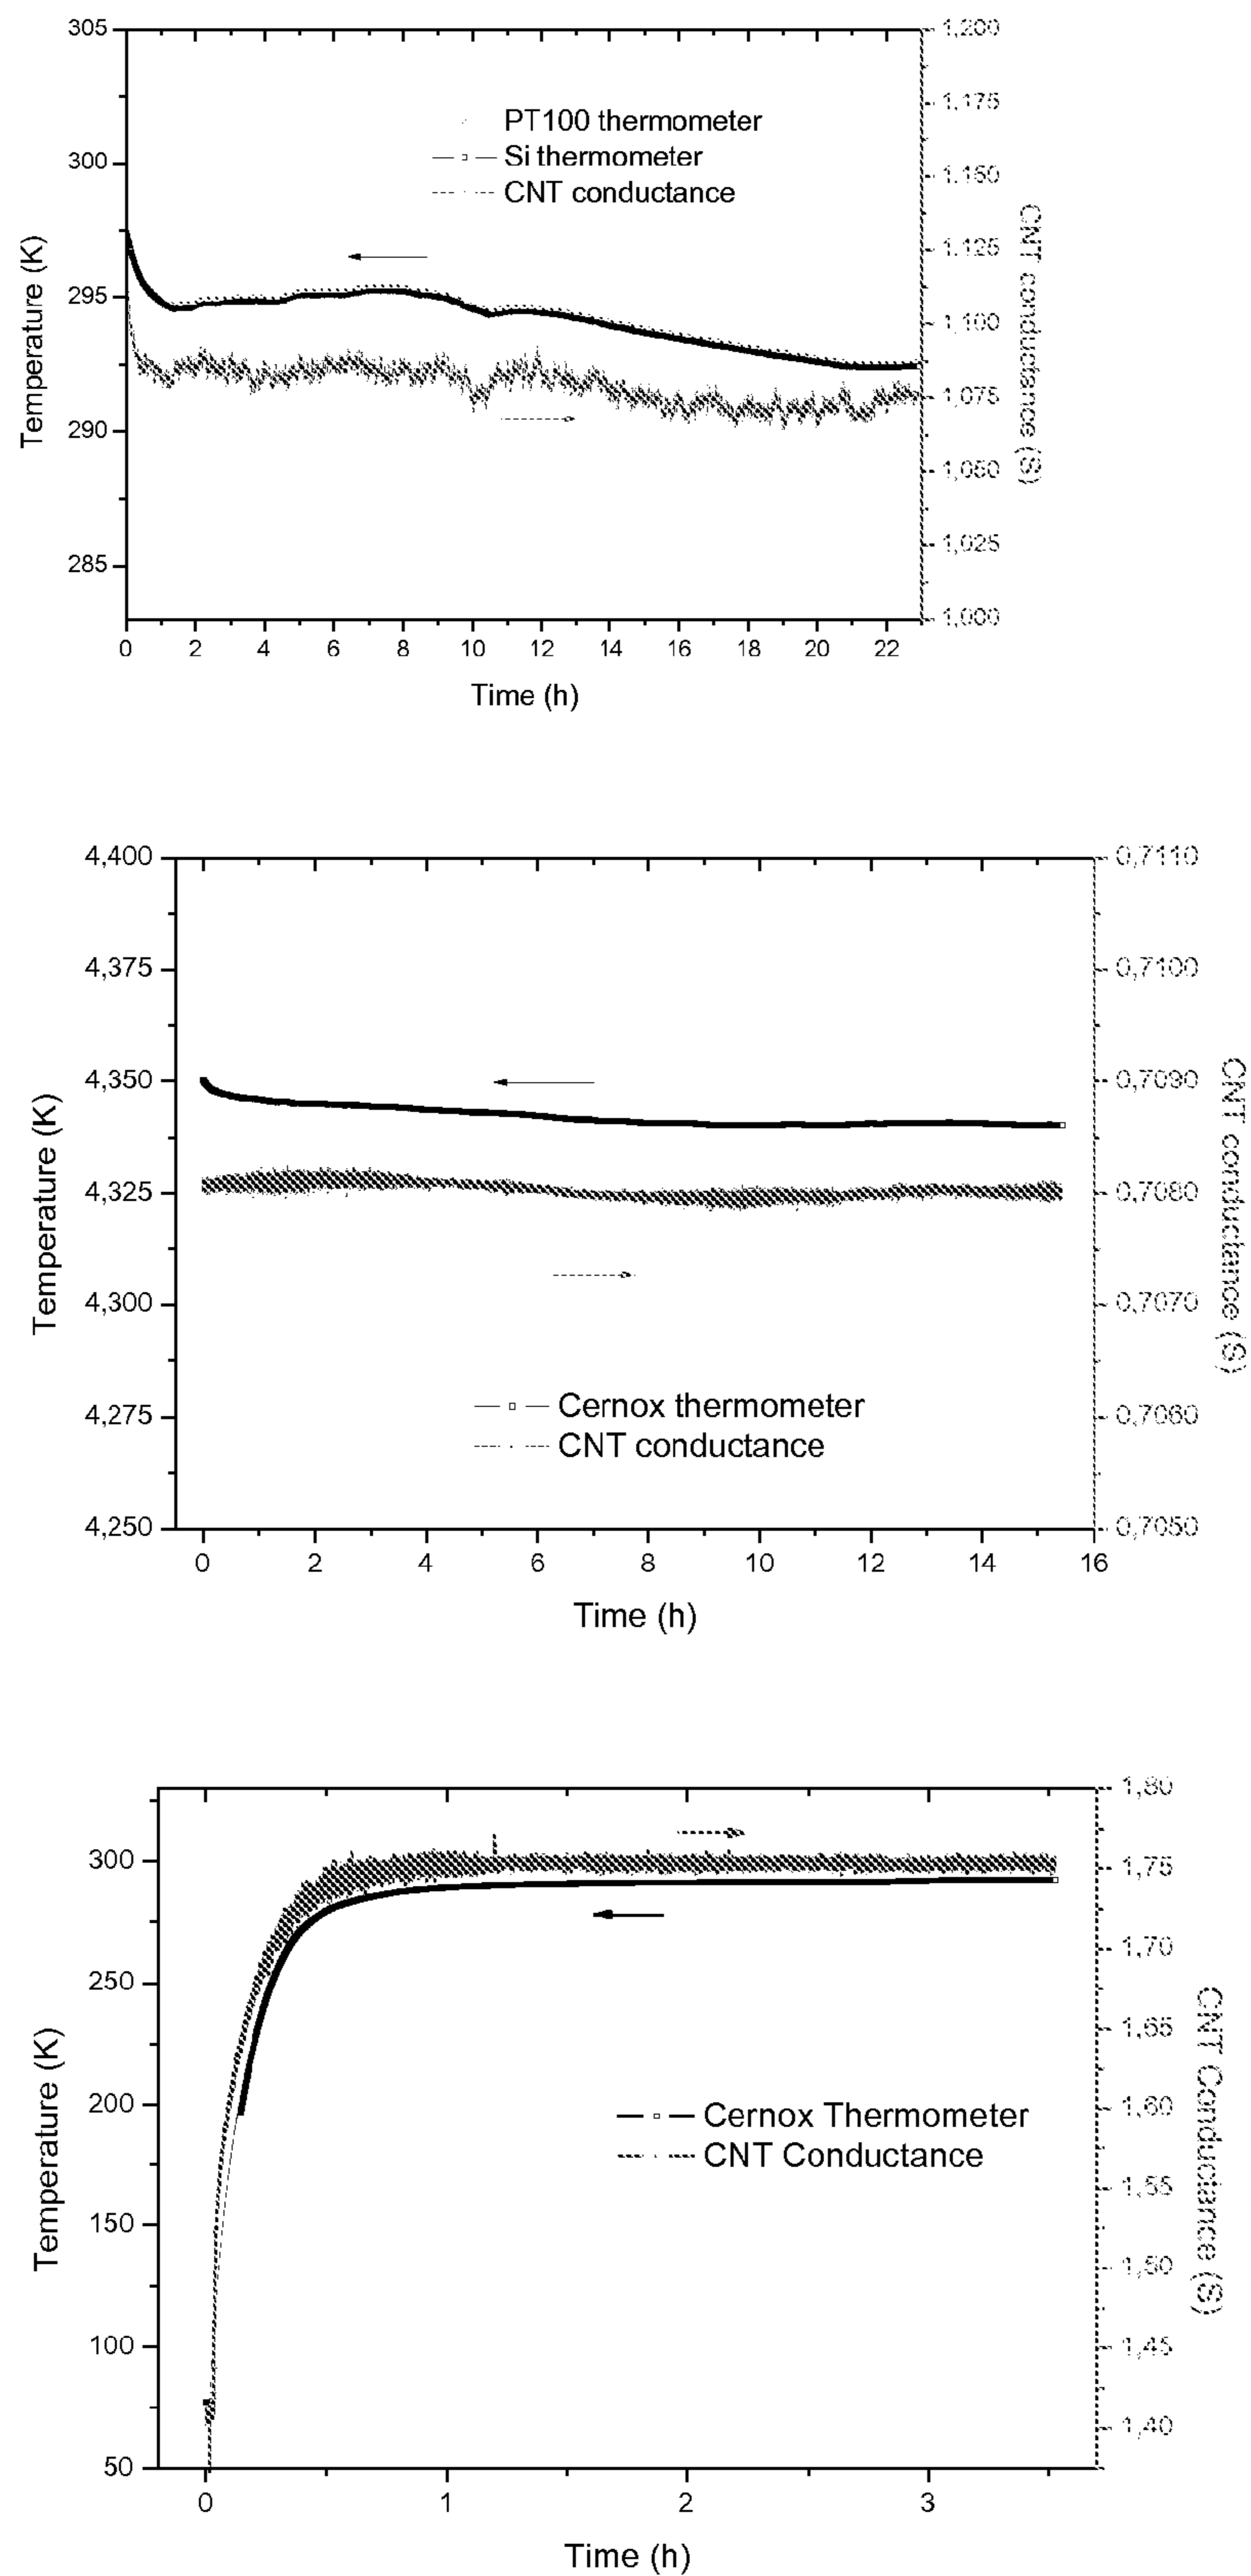 305
300
295
290
285
Temperature (K)
PT100 thermometer
Si thermometer
CNT conductance
1,200
1,175
1,150
1,125
1,100
1,075
1,050
1,025
1,000
CNT conductance (S)
0 2 4 6 8 10 12 14 16 18 20 22
Time (h)
4,400
4,375
4,350
4,325
4,300
4,275
4,250
Temperature (K)
Cernox thermometer
CNT conductance
0,7110
0,7100
0,7090
0,7080
0,7070
0,7060
0,7050
CNT conductance (S)
0 2 4 6 8 10 12 14 16
Time (h)
300
250
200
150
100
50
Temperature (K)
Cernox Thermometer
CNT Conductance
1,80
1,75
1,70
1,65
1,60
1,55
1,50
1,45
1,40
CNT Conductance (S)
0 1 2 3
Time (h)